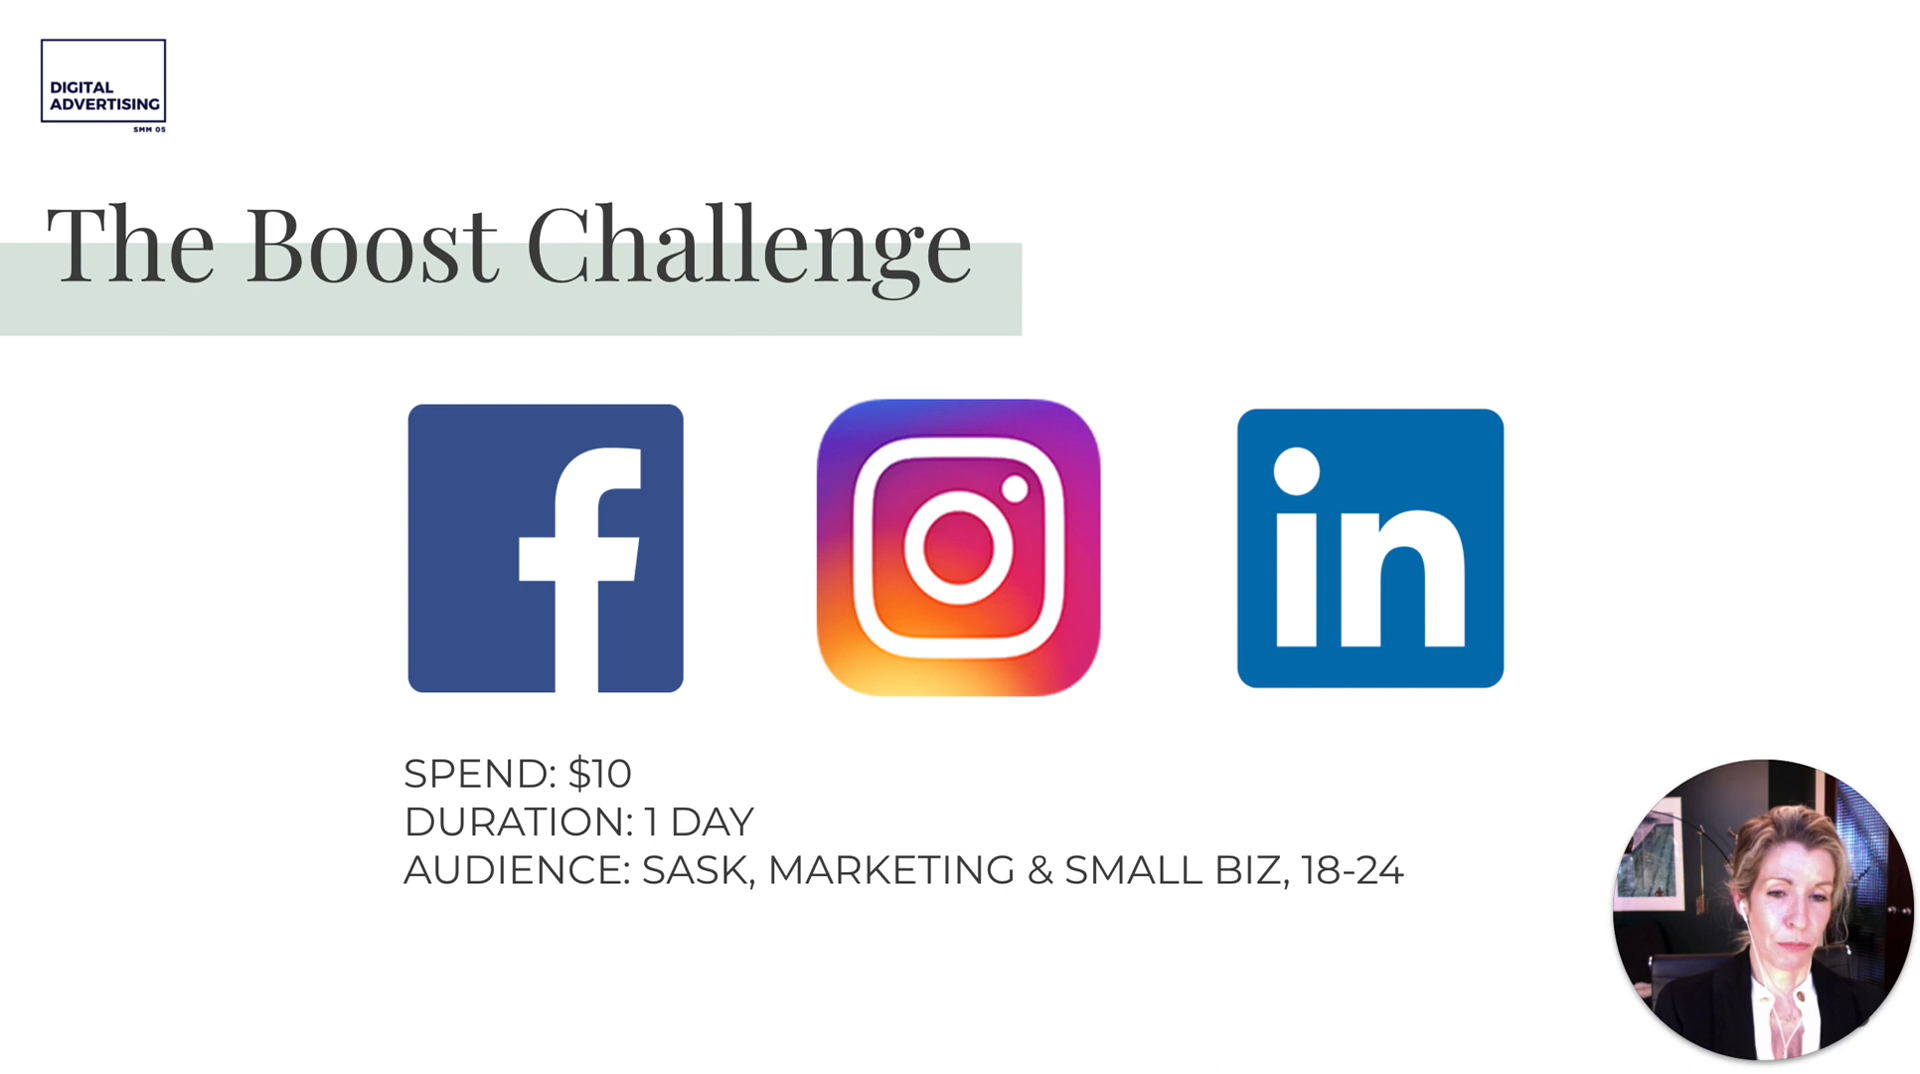 DIGITAL
ADVERTISING
SMM 05
The Boost Challenge
f
in
SPEND: $10
DURATION: 1 DAY
AUDIENCE: SASK, MARKETING & SMALL BIZ, 18-24